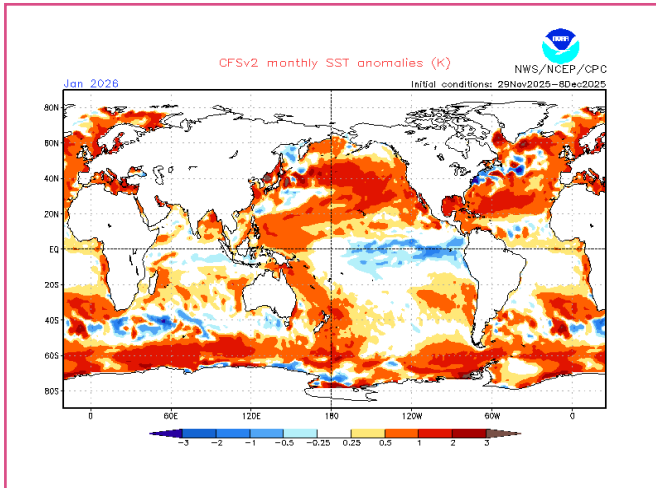 NOAA
CFSv2 monthly SST anomalies (K)
NWS/NCEP/CPC
Jan 2026
Initial conditions: 29Nov2025-8Dec2025
80N
60N
40N
20N
EQ
20S
40S
60S
80S
0 60E 120E 180 120W 60W 0
-3 -2 -1 -0.5 -0.25 0.25 0.5 1 2 3